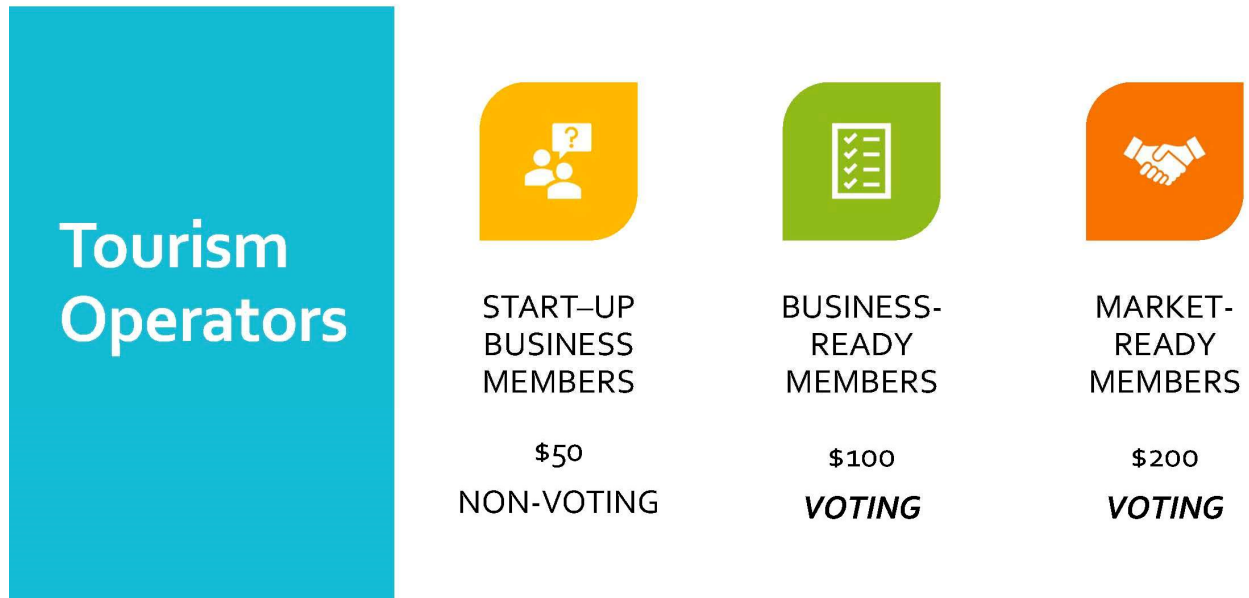 Tourism
Operators
?
START–UP
BUSINESS
MEMBERS
$50
NON-VOTING
BUSINESS-
READY
MEMBERS
$100
VOTING
MARKET-
READY
MEMBERS
$200
VOTING